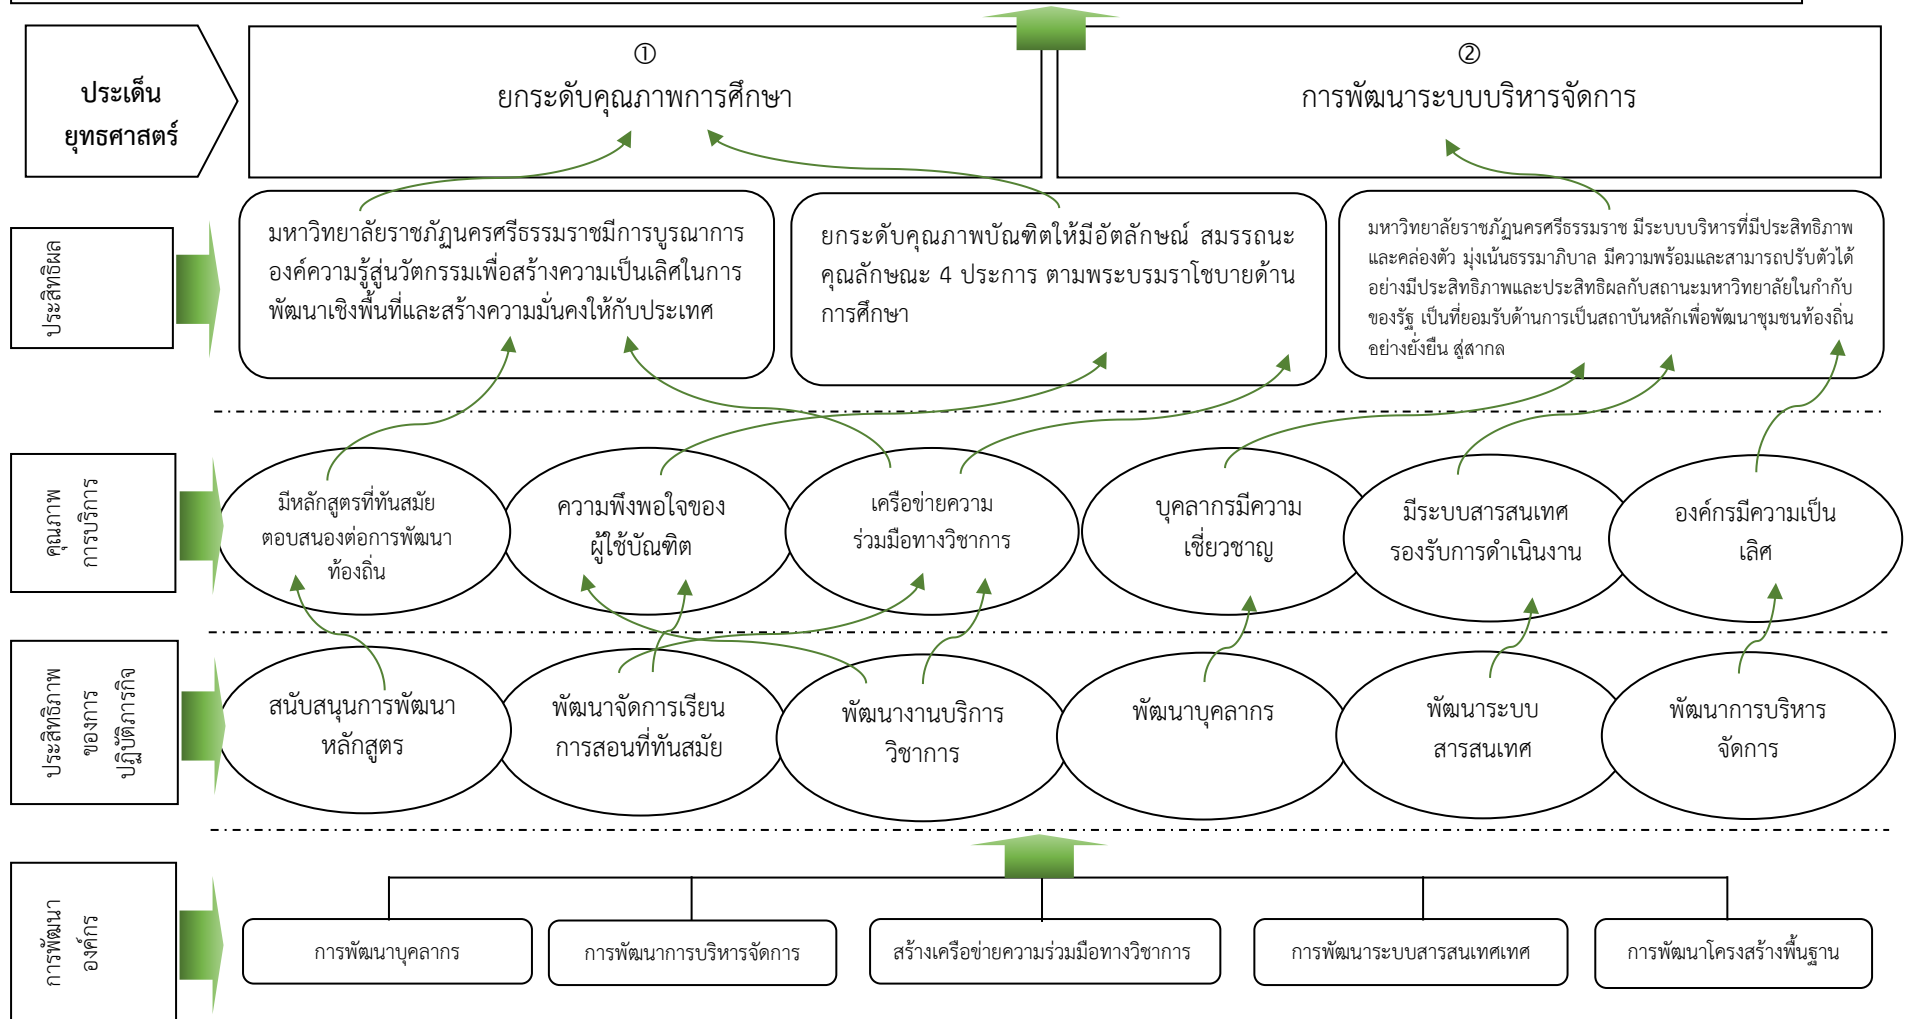 ประเด็น
ยุทธศาสตร์
①
ยกระดับคุณภาพการศึกษา
②
การพัฒนาระบบบริหารจัดการ
ประสิทธิผล
มหาวิทยาลัยราชภัฏนครศรีธรรมราชมีการบูรณาการ
องค์ความรู้สู่นวัตกรรมเพื่อสร้างความเป็นเลิศในการ
พัฒนาเชิงพื้นที่และสร้างความมั่นคงให้กับประเทศ
ยกระดับคุณภาพบัณฑิตให้มีอัตลักษณ์ สมรรถนะ
คุณลักษณะ 4 ประการ ตามพระบรมราโชบายด้าน
การศึกษา
มหาวิทยาลัยราชภัฏนครศรีธรรมราช มีระบบบริหารที่มีประสิทธิภาพ
และคล่องตัว มุ่งเน้นธรรมาภิบาล มีความพร้อมและสามารถปรับตัวได้
อย่างมีประสิทธิภาพและประสิทธิผลกับสถานะมหาวิทยาลัยในกำกับ
ของรัฐ เป็นที่ยอมรับด้านการเป็นสถาบันหลักเพื่อพัฒนาชุมชนท้องถิ่น
อย่างยั่งยืน สู่สากล
คุณภาพ
การบริการ
มีหลักสูตรที่ทันสมัย
ตอบสนองต่อการพัฒนา
ท้องถิ่น
ความพึงพอใจของ
ผู้ใช้บัณฑิต
เครือข่ายความ
ร่วมมือทางวิชาการ
บุคลากรมีความ
เชี่ยวชาญ
มีระบบสารสนเทศ
รองรับการดำเนินงาน
องค์กรมีความเป็น
เลิศ
ประสิทธิภาพ
ของการ
ปฏิบัติภารกิจ
สนับสนุนการพัฒนา
หลักสูตร
พัฒนาจัดการเรียน
การสอนที่ทันสมัย
พัฒนางานบริการ
วิชาการ
พัฒนาบุคลากร
พัฒนาระบบ
สารสนเทศ
พัฒนาการบริหาร
จัดการ
การพัฒนา
องค์กร
การพัฒนาบุคลากร
การพัฒนาการบริหารจัดการ
สร้างเครือข่ายความร่วมมือทางวิชาการ
การพัฒนาระบบสารสนเทศเทศ
การพัฒนาโครงสร้างพื้นฐาน